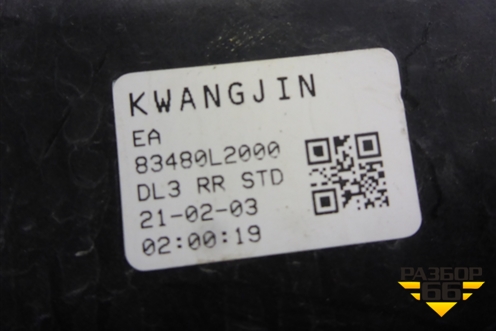 KWANGJIN
EA
83480L2000
DL3 RR STD
21-02-03
02:00:19
РАЗБОР
66